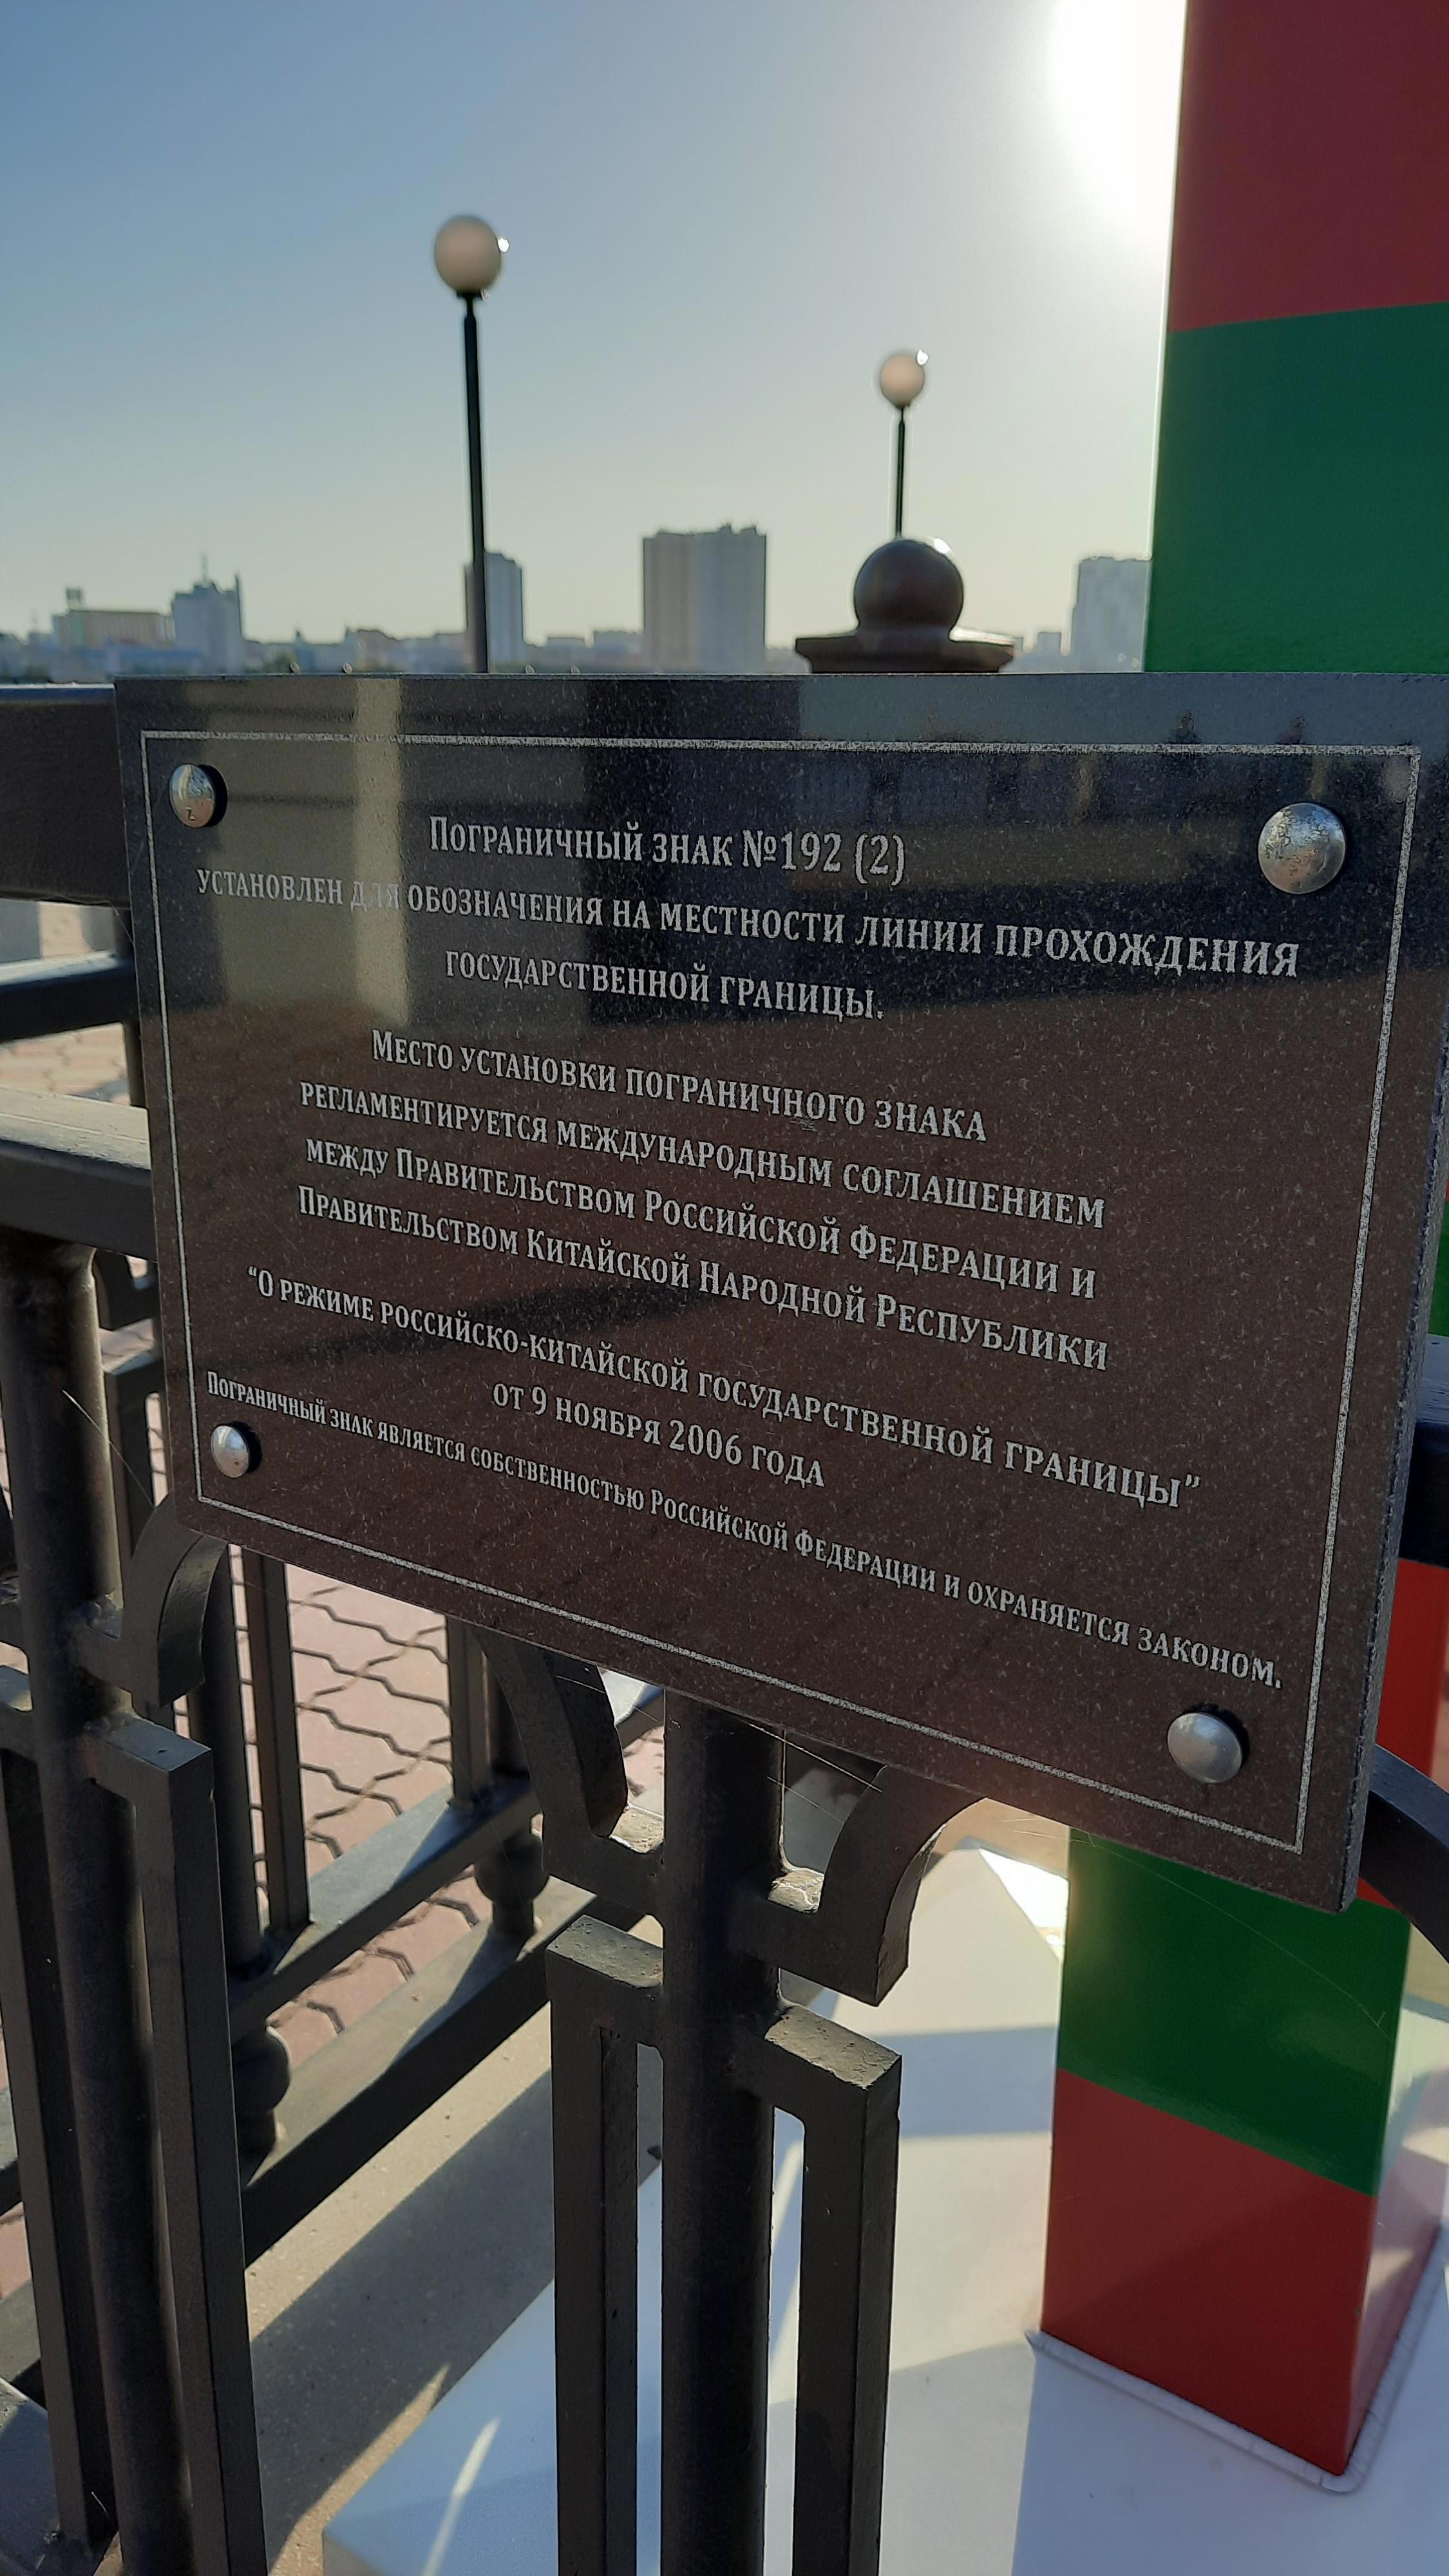 Пограничный знак №192 (2)
установлен для обозначения на местности линии прохождения
государственной границы.
Место установки пограничного знака
регламентируется международным соглашением
между Правительством Российской Федерации и
Правительством Китайской Народной Республики
“О режиме российско-китайской государственной границы”
от 9 ноября 2006 года
Пограничный знак является собственностью Российской Федерации и охраняется законом.